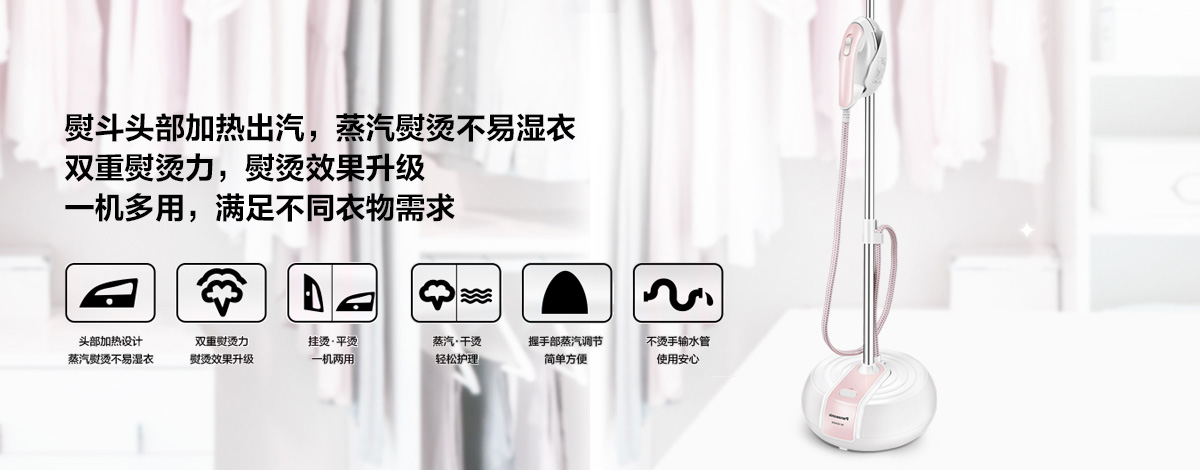 熨斗头部加热出汽，蒸汽熨烫不易湿衣
双重熨烫力，熨烫效果升级
一机多用，满足不同衣物需求
头部加热设计
蒸汽熨烫不易湿衣
双重熨烫力
熨烫效果升级
挂烫·平烫
一机两用
蒸汽·干烫
轻松护理
握手部蒸汽调节
简单方便
不烫手输水管
使用安心